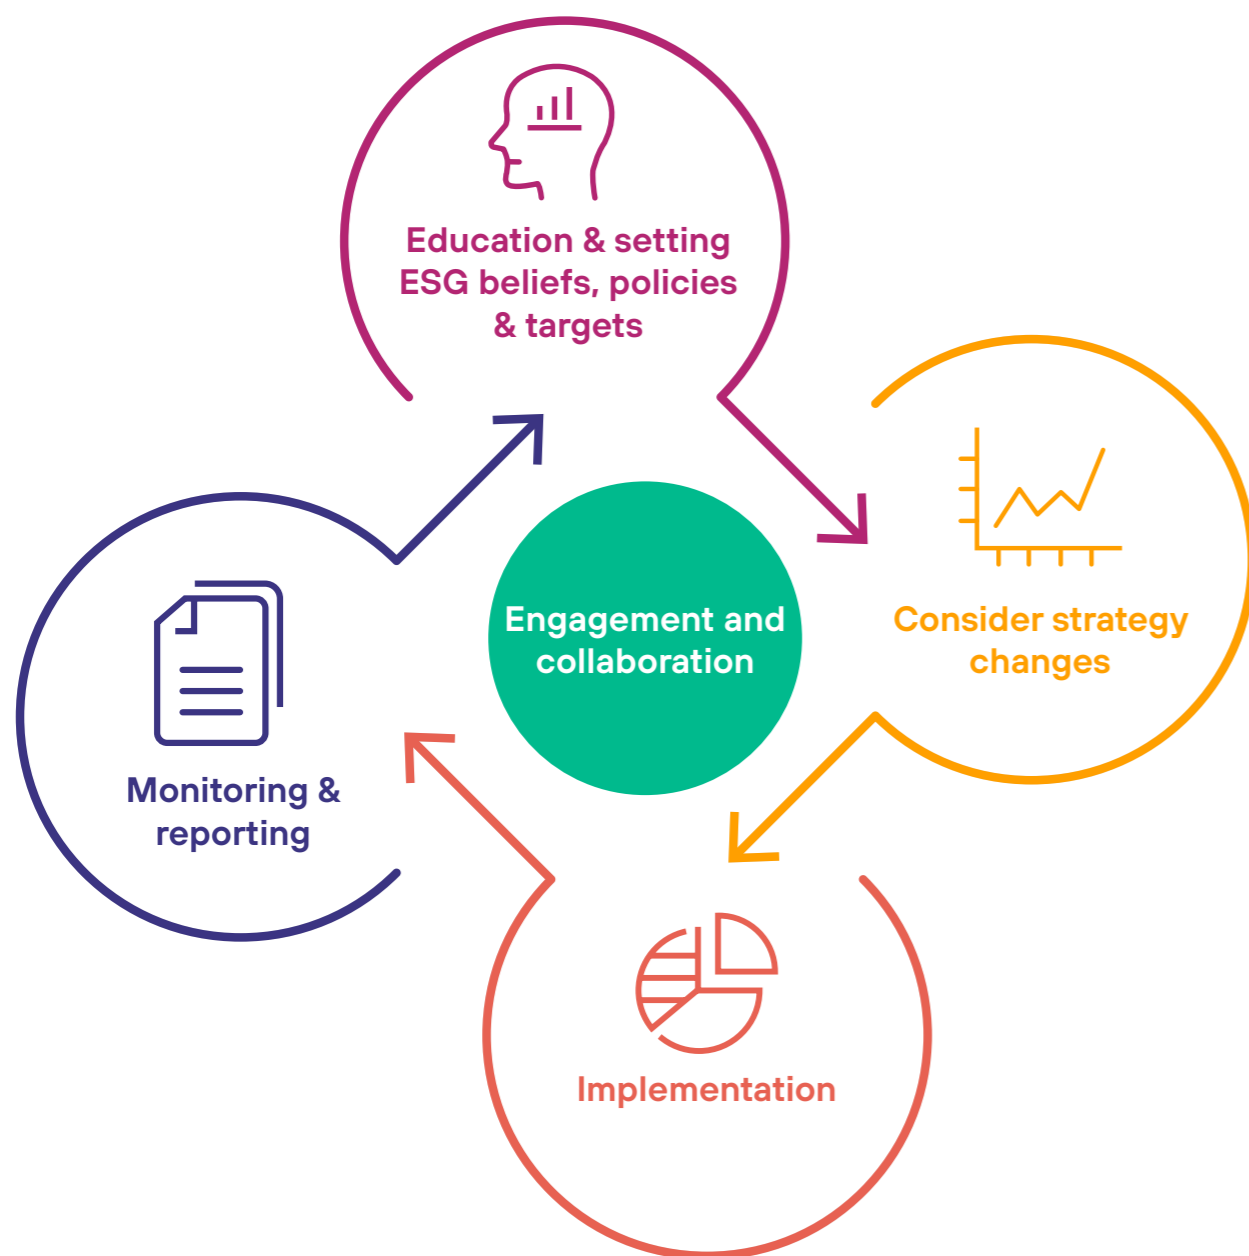 Education & setting
ESG beliefs, policies
& targets
Consider strategy
changes
Engagement and
collaboration
Monitoring &
reporting
Implementation